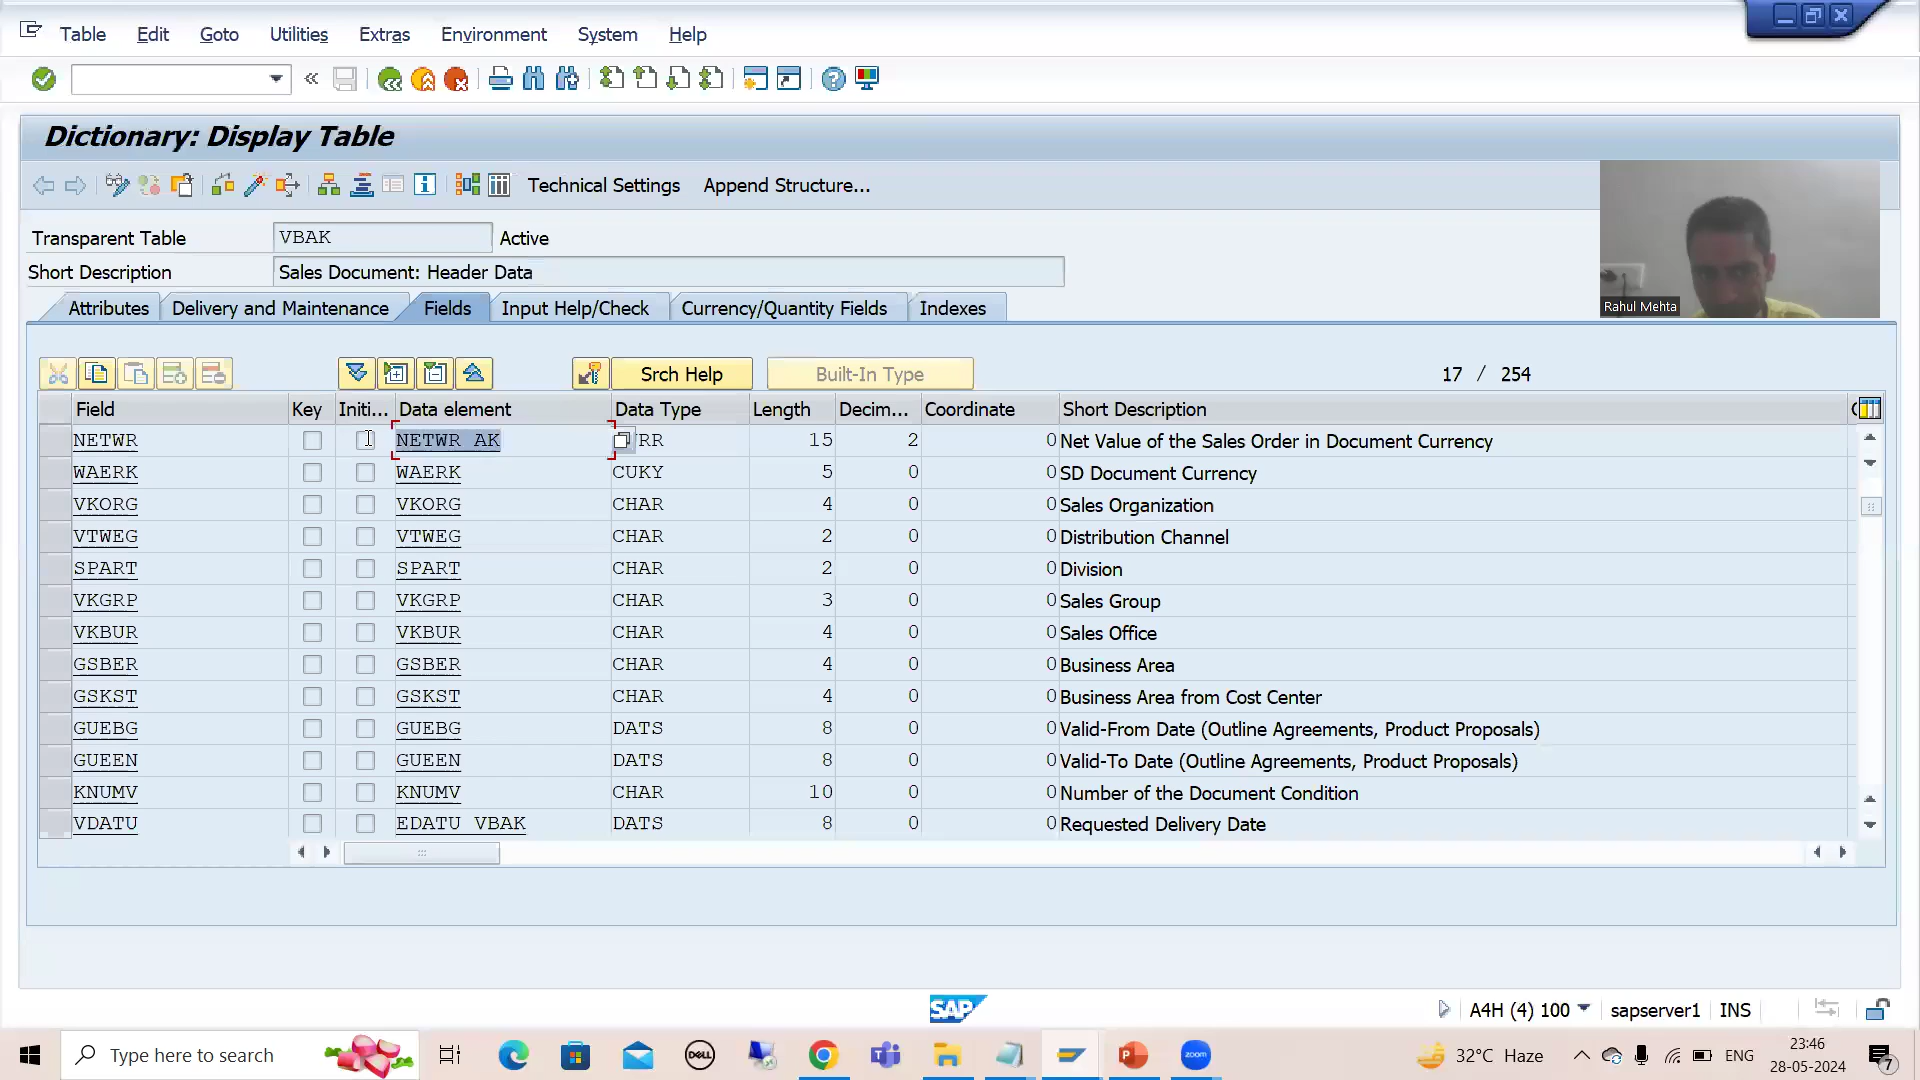 Table Edit Goto Utilities Extras Environment System Help
Dictionary: Display Table
Technical Settings Append Structure...
Transparent Table VBAK Active
Short Description Sales Document: Header Data
Attributes Delivery and Maintenance Fields Input Help/Check Currency/Quantity Fields Indexes
Srch Help Built-In Type 17 / 254
Field Key Initi... Data element Data Type Length Decim... Coordinate Short Description
NETWR NETWR_AK RR 15 2 0 Net Value of the Sales Order in Document Currency
WAERK WAERK CUKY 5 0 0 SD Document Currency
VKORG VKORG CHAR 4 0 0 Sales Organization
VTWEG VTWEG CHAR 2 0 0 Distribution Channel
SPART SPART CHAR 2 0 0 Division
VKGRP VKGRP CHAR 3 0 0 Sales Group
VKBUR VKBUR CHAR 4 0 0 Sales Office
GSBER GSBER CHAR 4 0 0 Business Area
GSKST GSKST CHAR 4 0 0 Business Area from Cost Center
GUEBG GUEBG DATS 8 0 0 Valid-From Date (Outline Agreements, Product Proposals)
GUEEN GUEEN DATS 8 0 0 Valid-To Date (Outline Agreements, Product Proposals)
KNUMV KNUMV CHAR 10 0 0 Number of the Document Condition
VDATU EDATU_VBAK DATS 8 0 0 Requested Delivery Date
Rahul Mehta
SAP A4H (4) 100 sapserver1 INS
Type here to search DELL zoom 32°C Haze ENG 23:46
28-05-2024 7